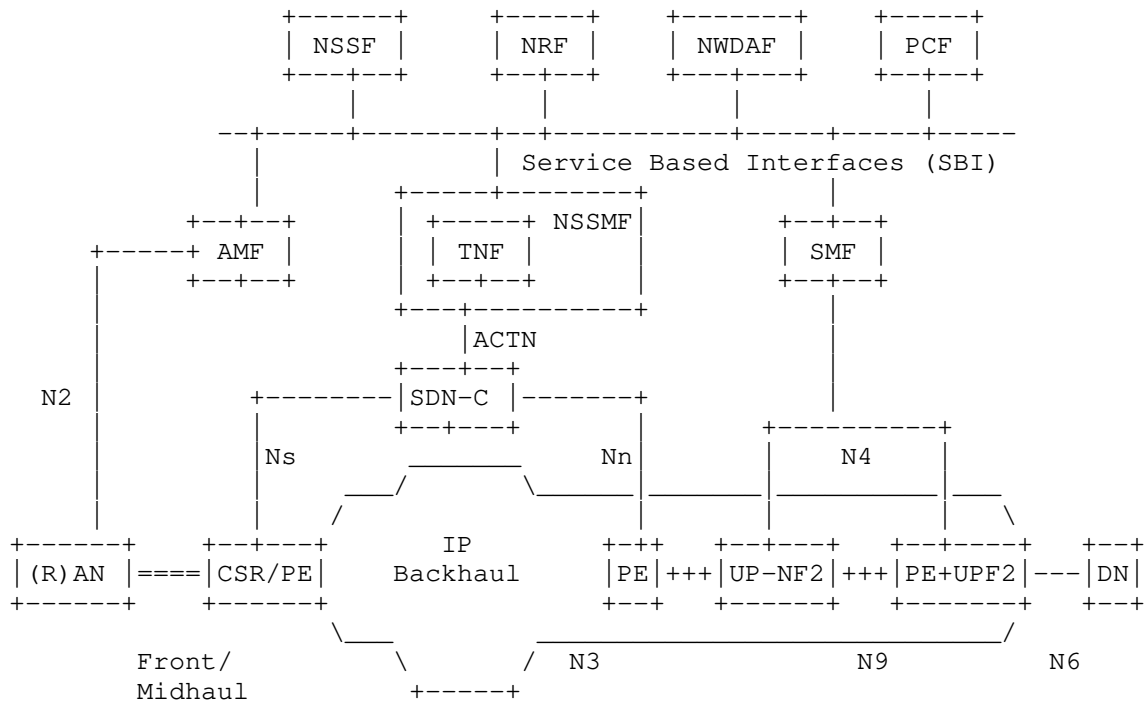 NSSF NRF NWDAF PCF
Service Based Interfaces (SBI)
NSSMF
AMF TNF SMF
ACTN
N2 SDN-C
Ns Nn N4
IP
(R)AN ==== CSR/PE Backhaul PE +++ UP-NF2 +++ PE+UPF2 --- DN
Front/ N3 N9 N6
Midhaul